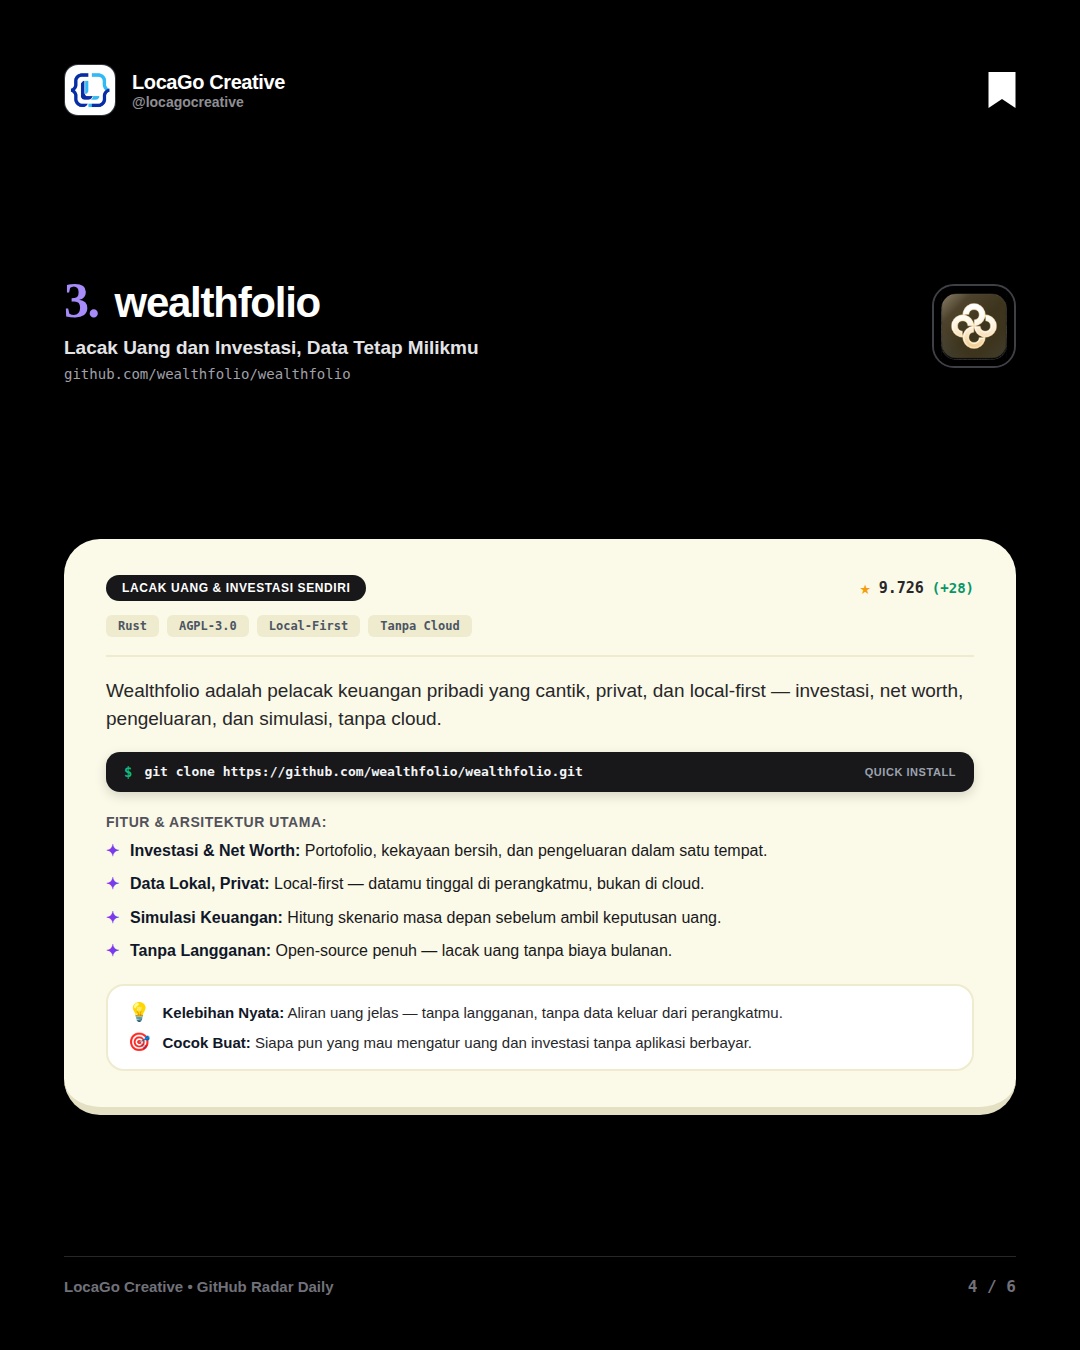 LocaGo Creative
@locagocreative
3. wealthfolio
Lacak Uang dan Investasi, Data Tetap Milikmu
github.com/wealthfolio/wealthfolio
LACAK UANG & INVESTASI SENDIRI
★ 9.726 (+28)
Rust AGPL-3.0 Local-First Tanpa Cloud
Wealthfolio adalah pelacak keuangan pribadi yang cantik, privat, dan local-first — investasi, net worth,
pengeluaran, dan simulasi, tanpa cloud.
$ git clone https://github.com/wealthfolio/wealthfolio.git QUICK INSTALL
FITUR & ARSITEKTUR UTAMA:
✦ Investasi & Net Worth: Portofolio, kekayaan bersih, dan pengeluaran dalam satu tempat.
✦ Data Lokal, Privat: Local-first — datamu tinggal di perangkatmu, bukan di cloud.
✦ Simulasi Keuangan: Hitung skenario masa depan sebelum ambil keputusan uang.
✦ Tanpa Langganan: Open-source penuh — lacak uang tanpa biaya bulanan.
💡 Kelebihan Nyata: Aliran uang jelas — tanpa langganan, tanpa data keluar dari perangkatmu.
🎯 Cocok Buat: Siapa pun yang mau mengatur uang dan investasi tanpa aplikasi berbayar.
LocaGo Creative • GitHub Radar Daily
4 / 6